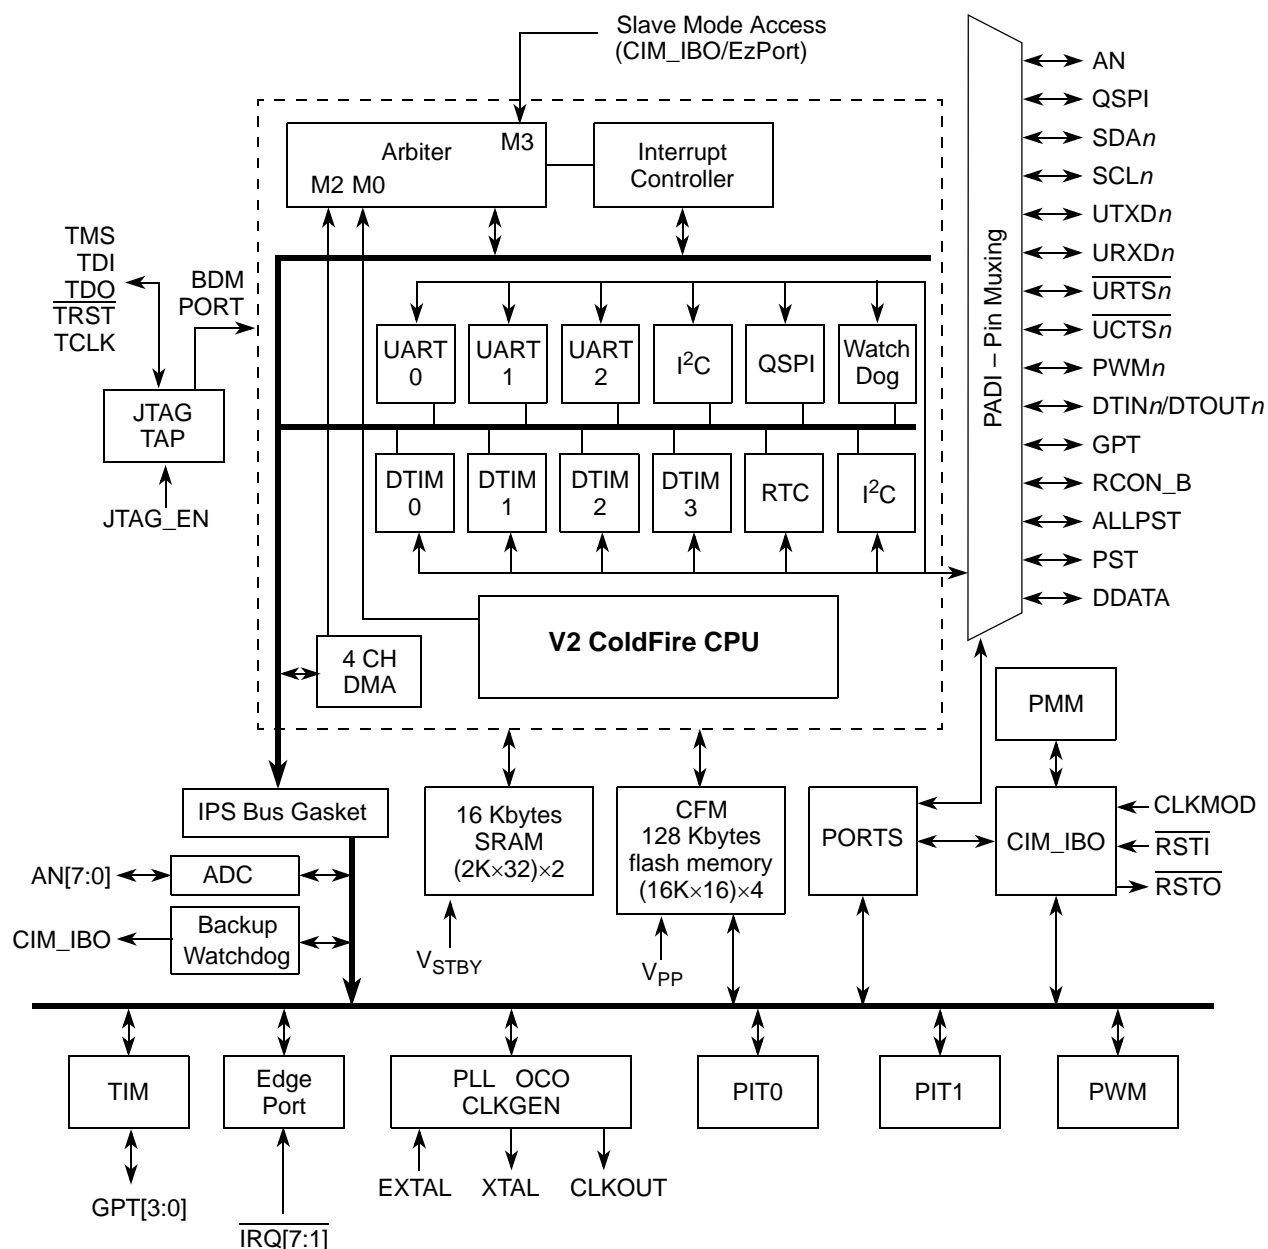 Slave Mode Access
(CIM_IBO/EzPort)
Arbiter
M3
M2 M0
Interrupt
Controller
TMS
TDI
TDO
TRST
TCLK
BDM
PORT
JTAG
TAP
JTAG_EN
UART
0
UART
1
UART
2
I²C
QSPI
Watch
Dog
DTIM
0
DTIM
1
DTIM
2
DTIM
3
RTC
I²C
V2 ColdFire CPU
4 CH
DMA
PADI – Pin Muxing
AN
QSPI
SDAn
SCLn
UTXDn
URXDn
URTSn
UCTSn
PWMn
DTINn/DTOUTn
GPT
RCON_B
ALLPST
PST
DDATA
PMM
IPS Bus Gasket
16 Kbytes
SRAM
(2K×32)×2
CFM
128 Kbytes
flash memory
(16K×16)×4
PORTS
CIM_IBO
CLKMOD
RSTI
RSTO
AN[7:0]
ADC
CIM_IBO
Backup
Watchdog
VSTBY
VPP
TIM
Edge
Port
PLL OCO
CLKGEN
PIT0
PIT1
PWM
GPT[3:0]
IRQ[7:1]
EXTAL
XTAL
CLKOUT